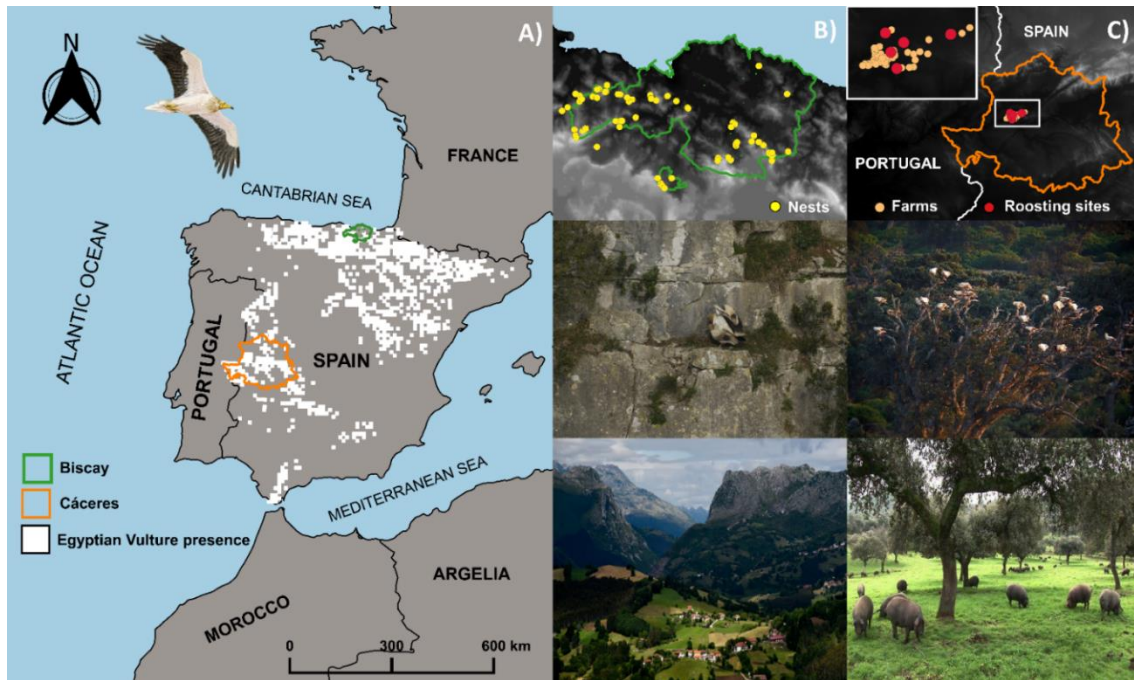 A)
N
FRANCE
CANTABRIAN SEA
ATLANTIC OCEAN
PORTUGAL
SPAIN
MEDITERRANEAN SEA
Biscay
Cáceres
Egyptian Vulture presence
MOROCCO
ARGELIA
0 300 600 km
B)
Nests
C)
SPAIN
PORTUGAL
Farms
Roosting sites